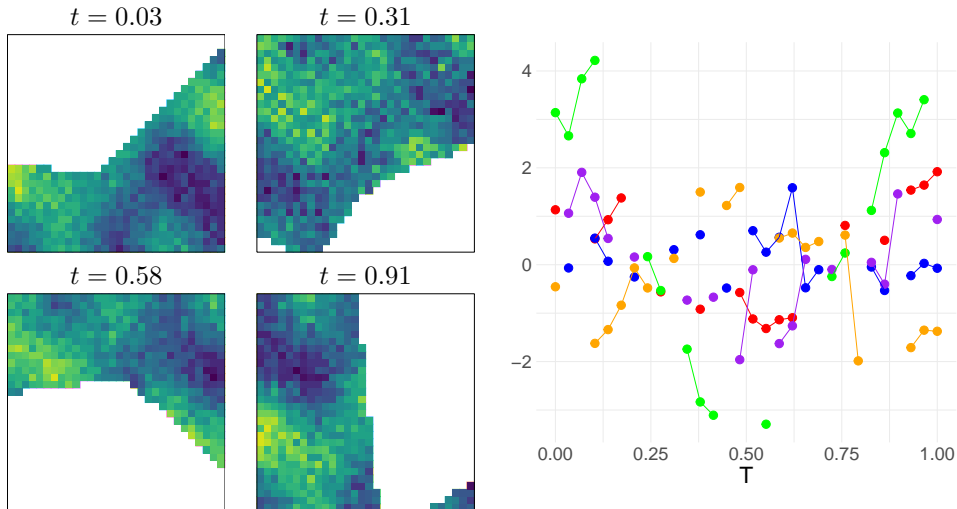 t = 0.03
t = 0.31
t = 0.58
t = 0.91
4
2
0
−2
0.00 0.25 0.50 0.75 1.00
T